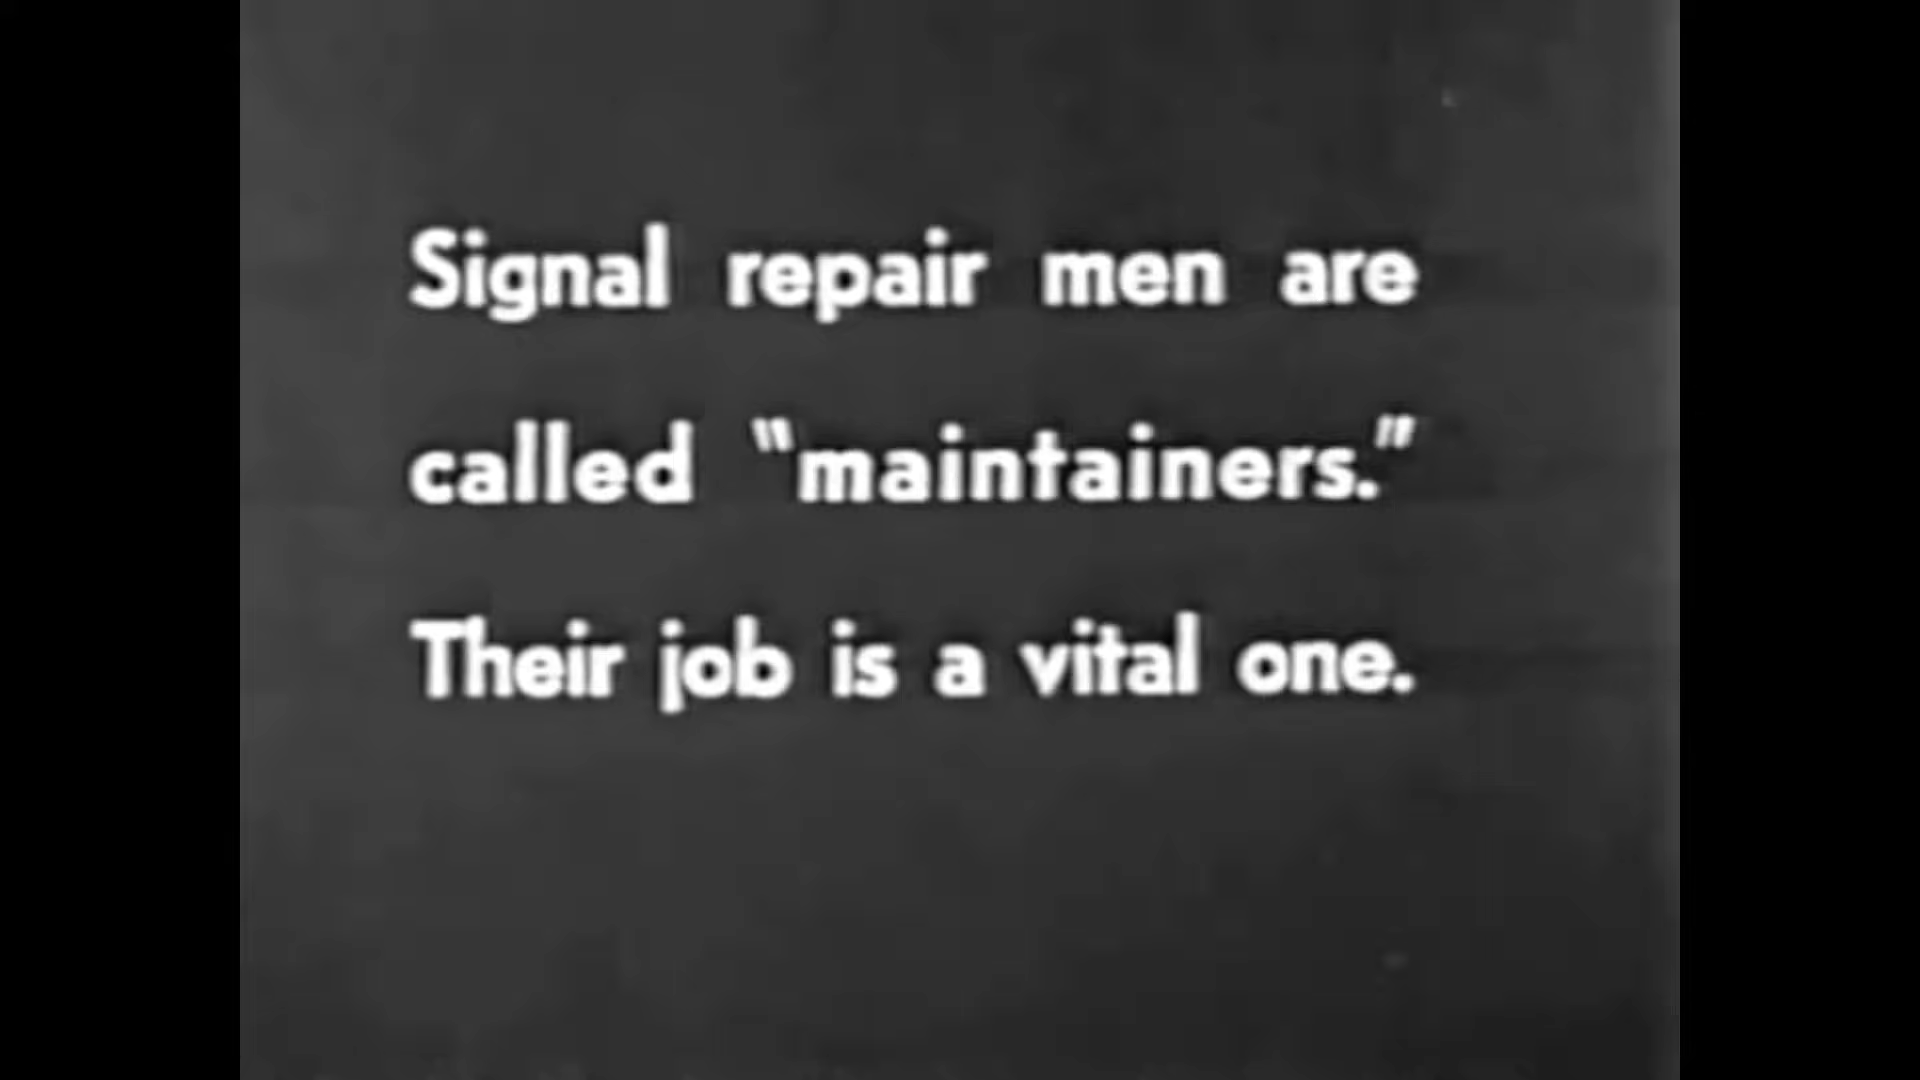 Signal repair men are
called "maintainers."
Their job is a vital one.